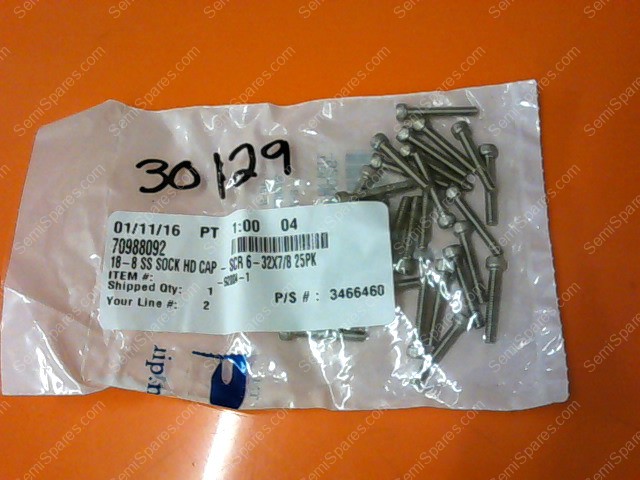 30129
01/11/16 PT 1:00 04
70988092
18-8 SS SOCK HD CAP - SCR 6-32X7/8 25PK
ITEM #:
Shipped Qty: 1
Your Line #: 2
P/S # : 3466460
SemiSpares.com